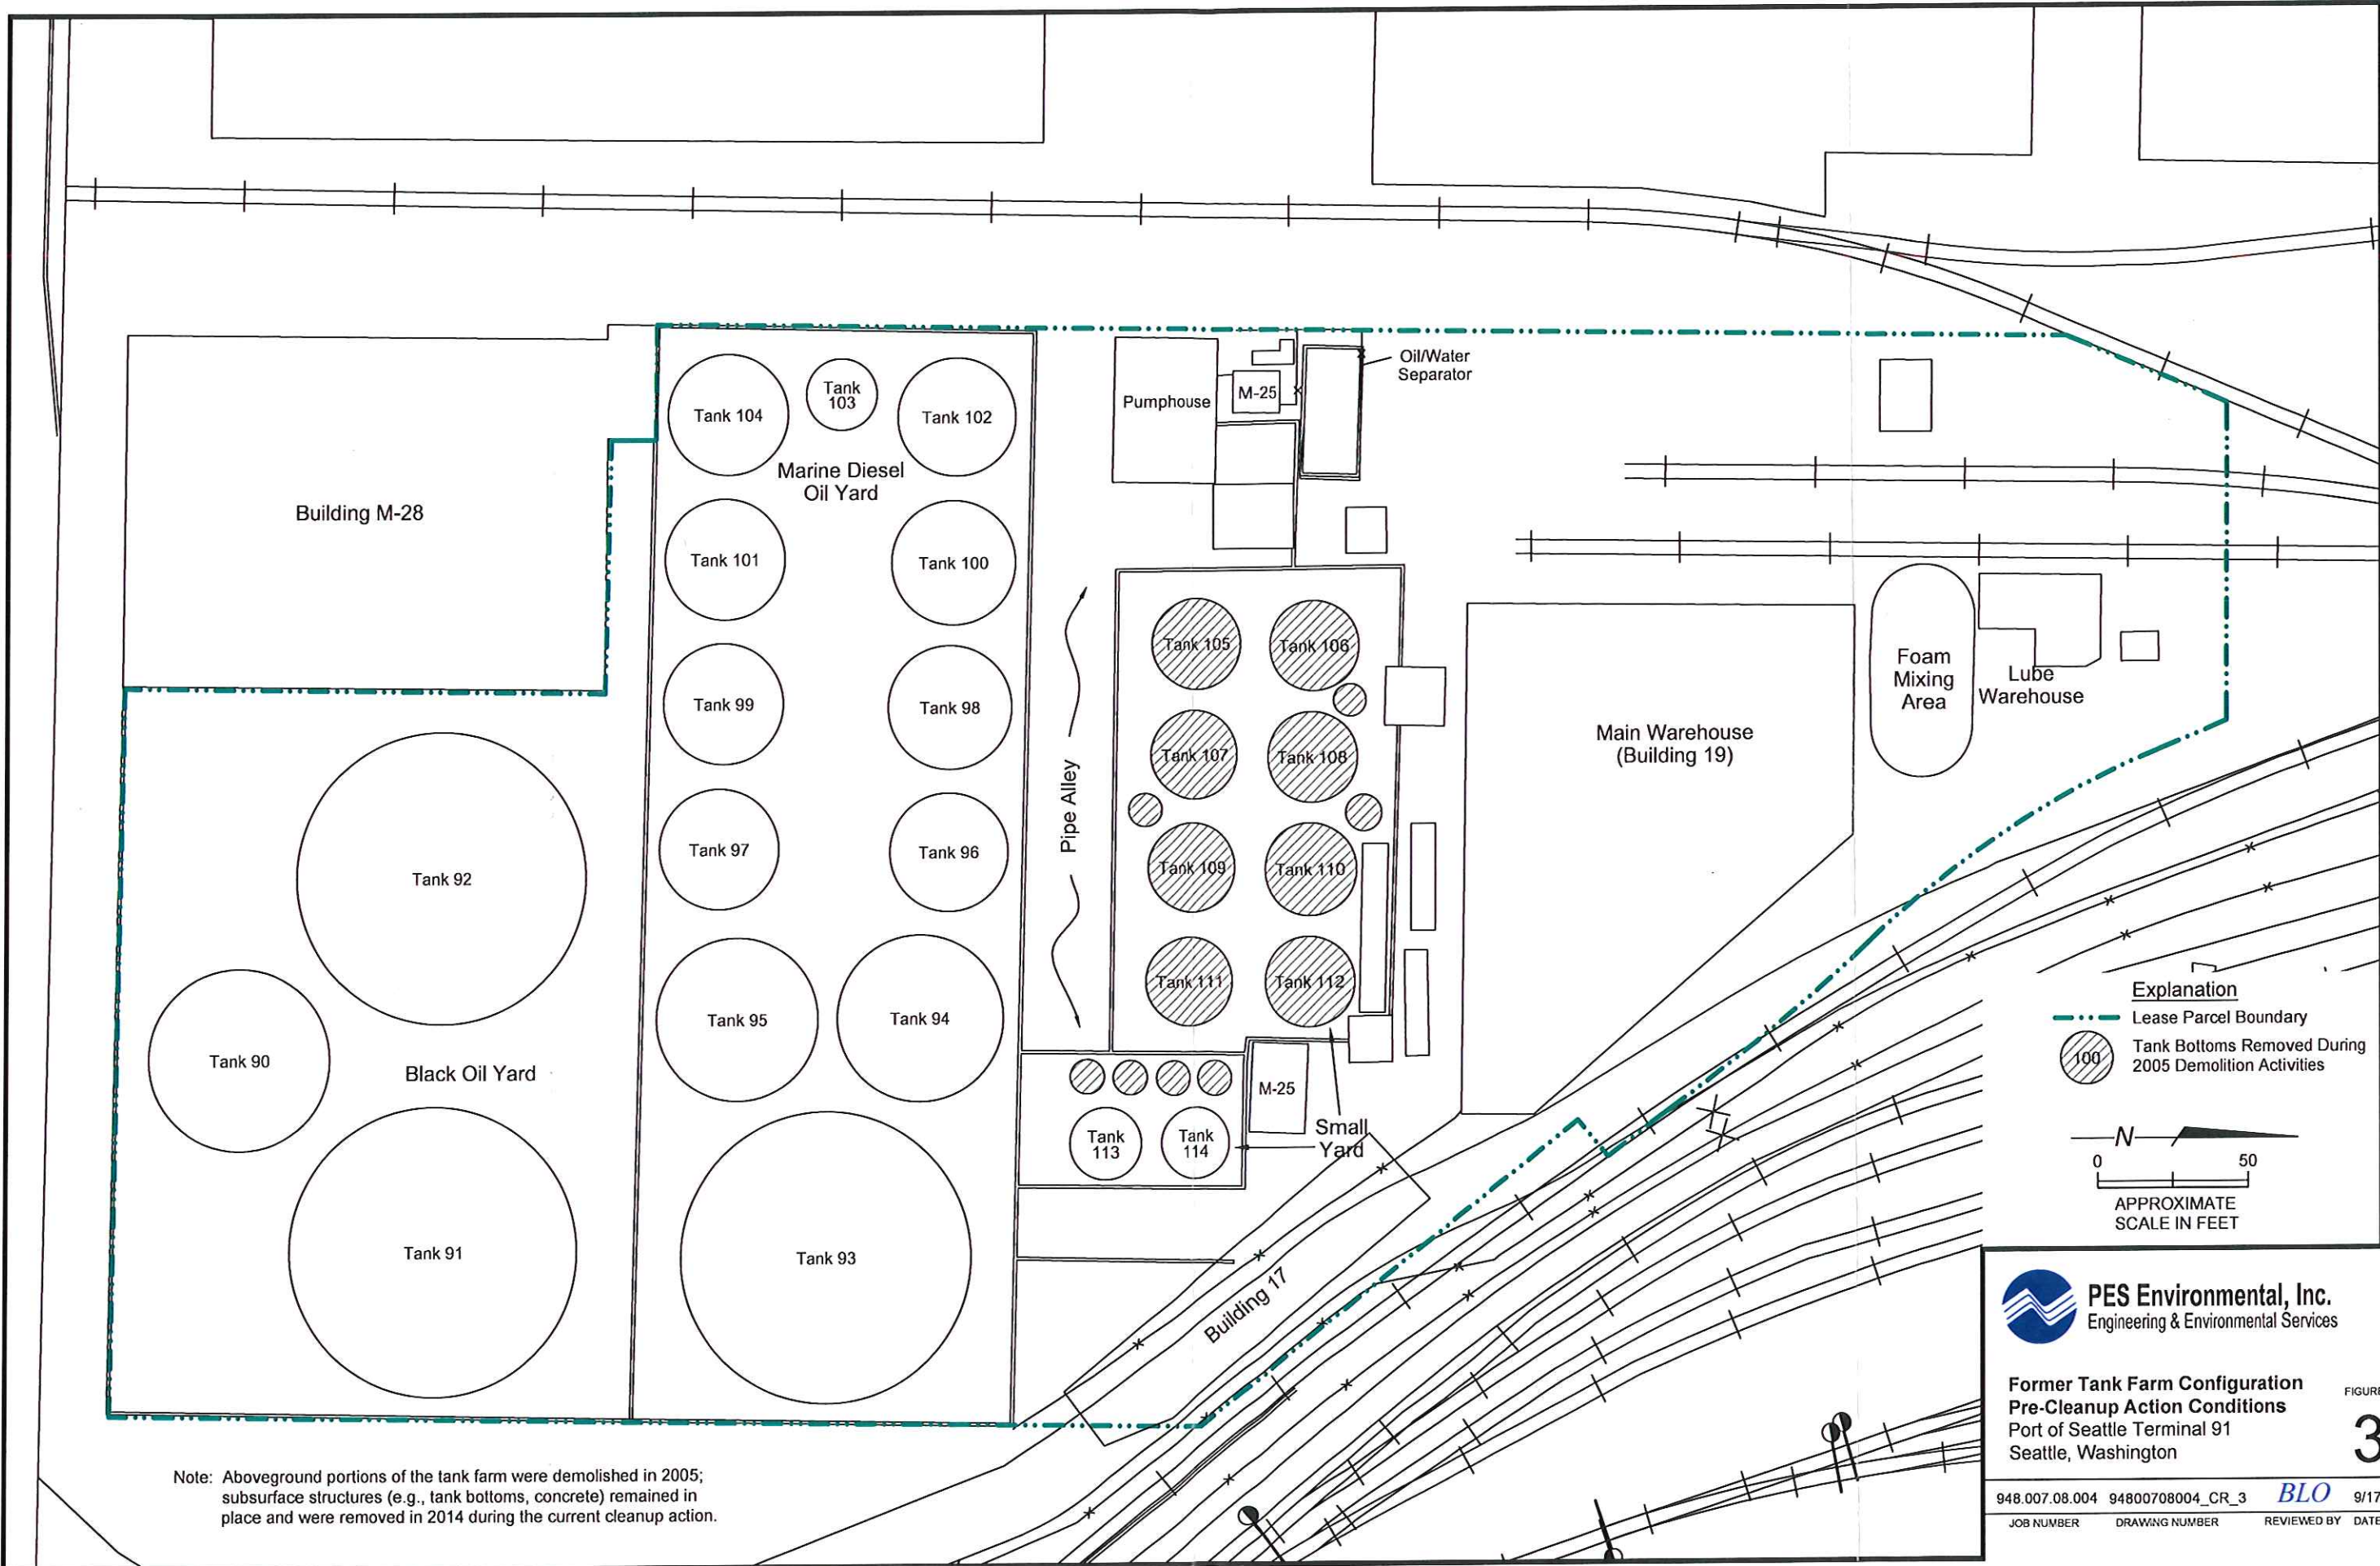 Oil/Water
Separator
Tank 104
Tank
103
Tank 102
Pumphouse
M-25
Marine Diesel
Oil Yard
Building M-28
Tank 101
Tank 100
Tank 105
Tank 106
Tank 99
Tank 98
Foam
Mixing
Area
Lube
Warehouse
Main Warehouse
(Building 19)
Tank 107
Tank 108
Pipe Alley
Tank 97
Tank 96
Tank 109
Tank 110
Tank 92
Tank 111
Tank 112
Tank 95
Tank 94
Tank 90
Black Oil Yard
M-25
Tank
113
Tank
114
Small
Yard
Tank 91
Tank 93
Building 17
Explanation
Lease Parcel Boundary
100
Tank Bottoms Removed During
2005 Demolition Activities
N
0 50
APPROXIMATE
SCALE IN FEET
PES Environmental, Inc.
Engineering & Environmental Services
Former Tank Farm Configuration
Pre-Cleanup Action Conditions
Port of Seattle Terminal 91
Seattle, Washington
FIGURE
3
948.007.08.004 94800708004_CR_3 BLO 9/17
JOB NUMBER DRAWING NUMBER REVIEWED BY DATE
Note: Aboveground portions of the tank farm were demolished in 2005;
subsurface structures (e.g., tank bottoms, concrete) remained in
place and were removed in 2014 during the current cleanup action.